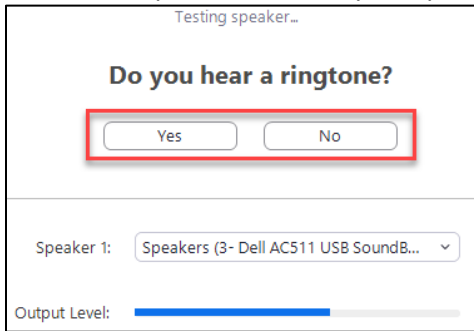 Testing speaker...
Do you hear a ringtone?
Yes No
Speaker 1: Speakers (3- Dell AC511 USB SoundB...
Output Level: